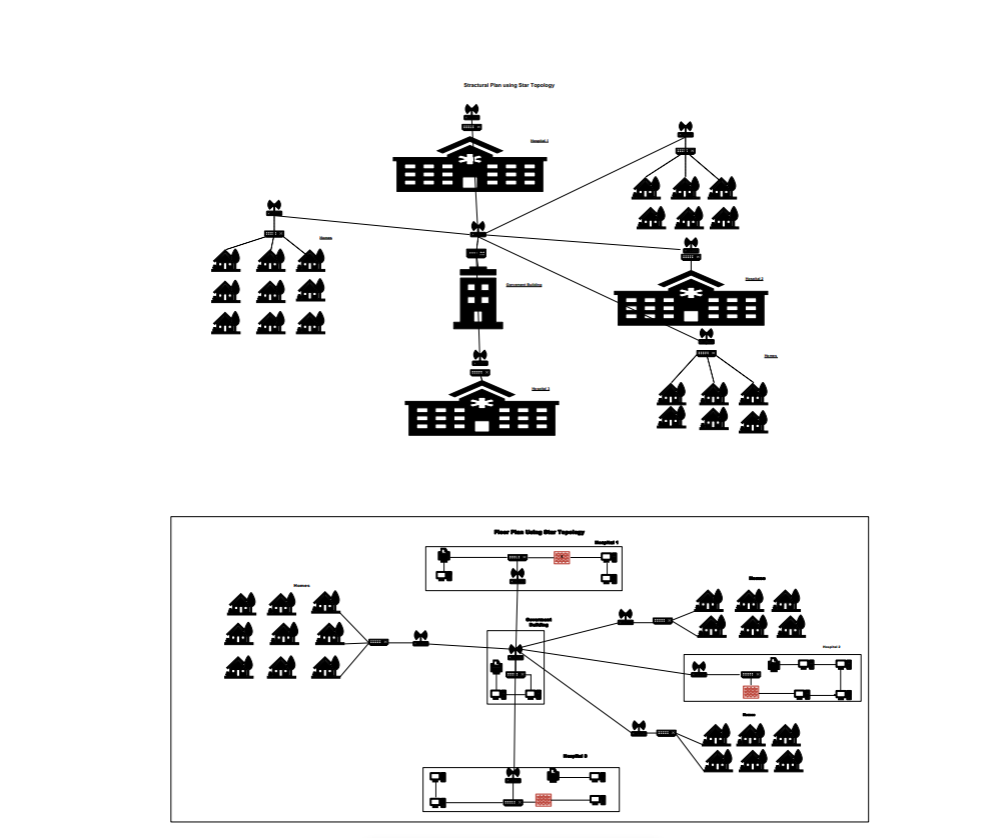 Structural Plan using Star Topology
Hospital 1
Homes
Government Building
Hospital 2
Homes
Hospital 3
Floor Plan Using Star Topology
Hospital 1
Homes
Homes
Government
Building
Hospital 2
Homes
Hospital 3